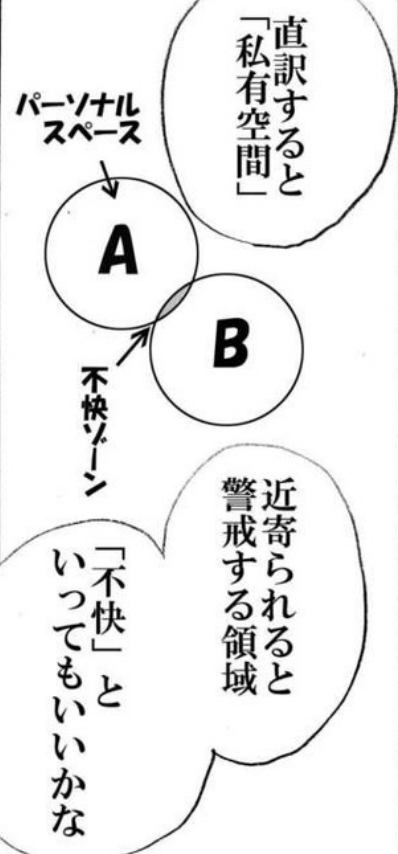 直訳すると
「私有空間」
パーソナル
スペース
A
B
不快ゾーン
近寄られると
警戒する領域
「不快」と
いってもいいかな